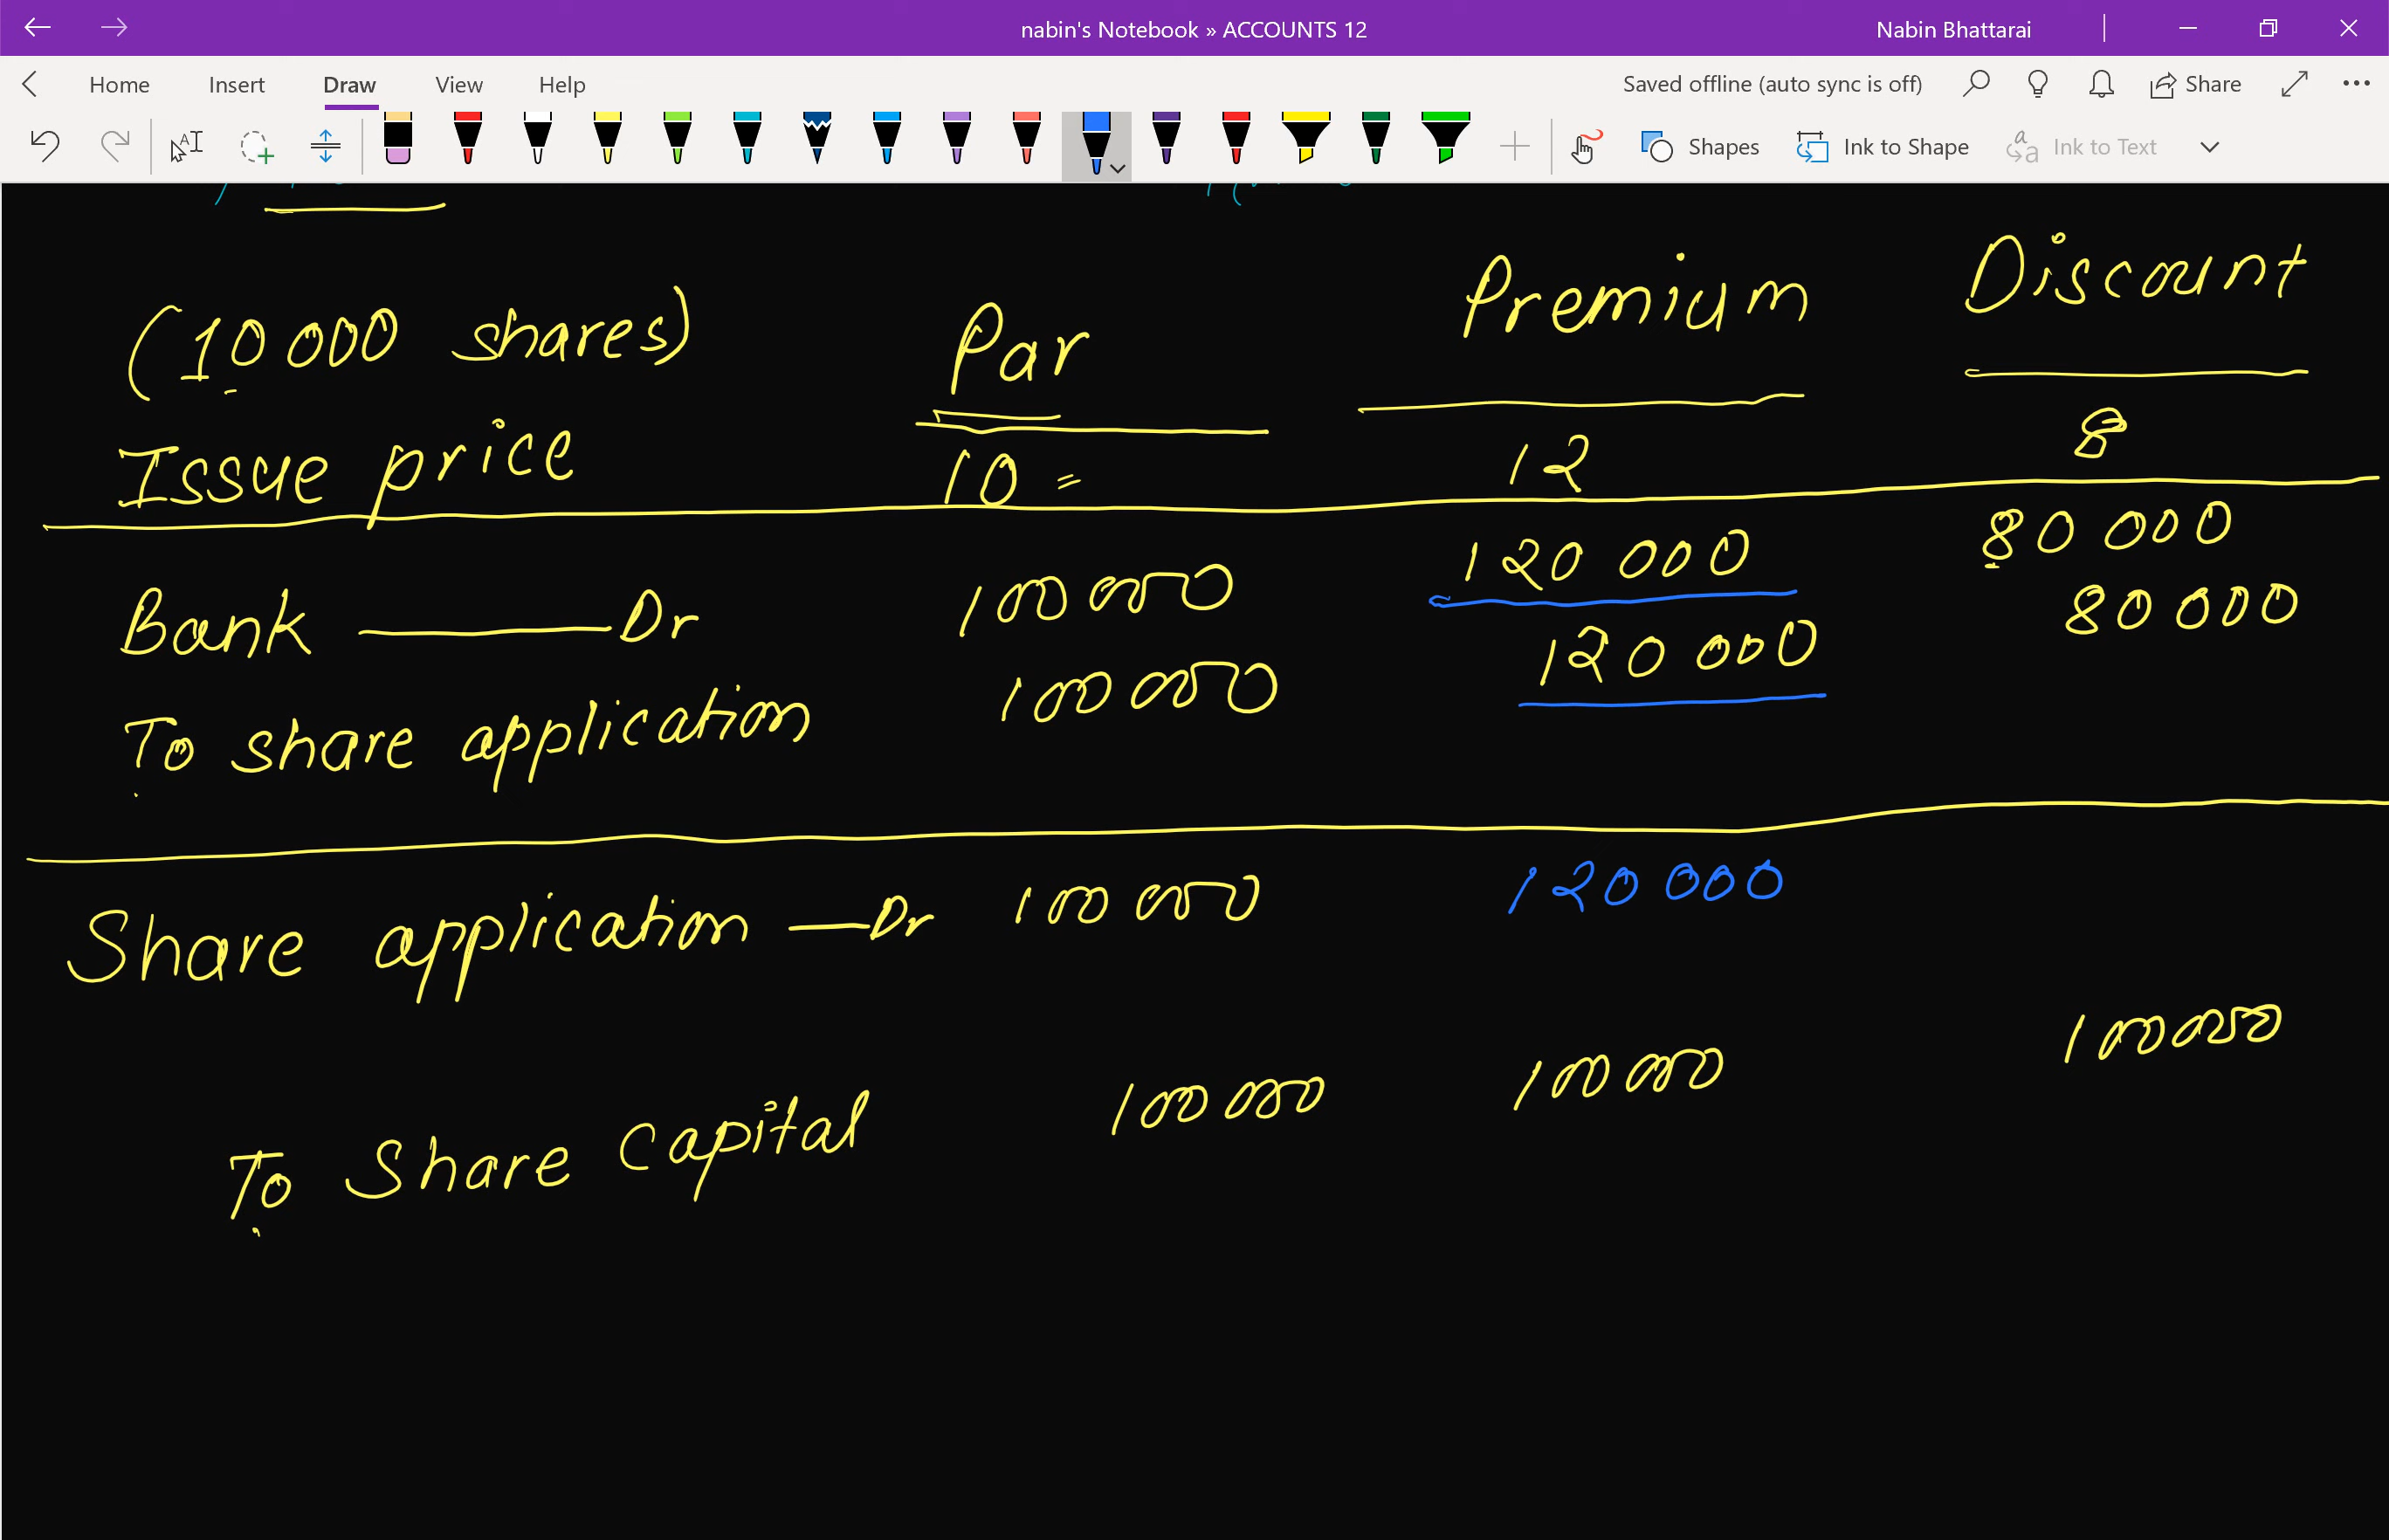 nabin's Notebook » ACCOUNTS 12 Nabin Bhattarai
Home Insert Draw View Help Saved offline (auto sync is off) Share
Shapes Ink to Shape Ink to Text
(10 000 shares) Par Premium Discount
Issue price 10 = 12 8
Bank ——— Dr 100 000 120 000 80 000
To share application 100 000 120 000 80 000
Share application — Dr 100 000 120 000
To Share Capital 100 000 100 000 100 000